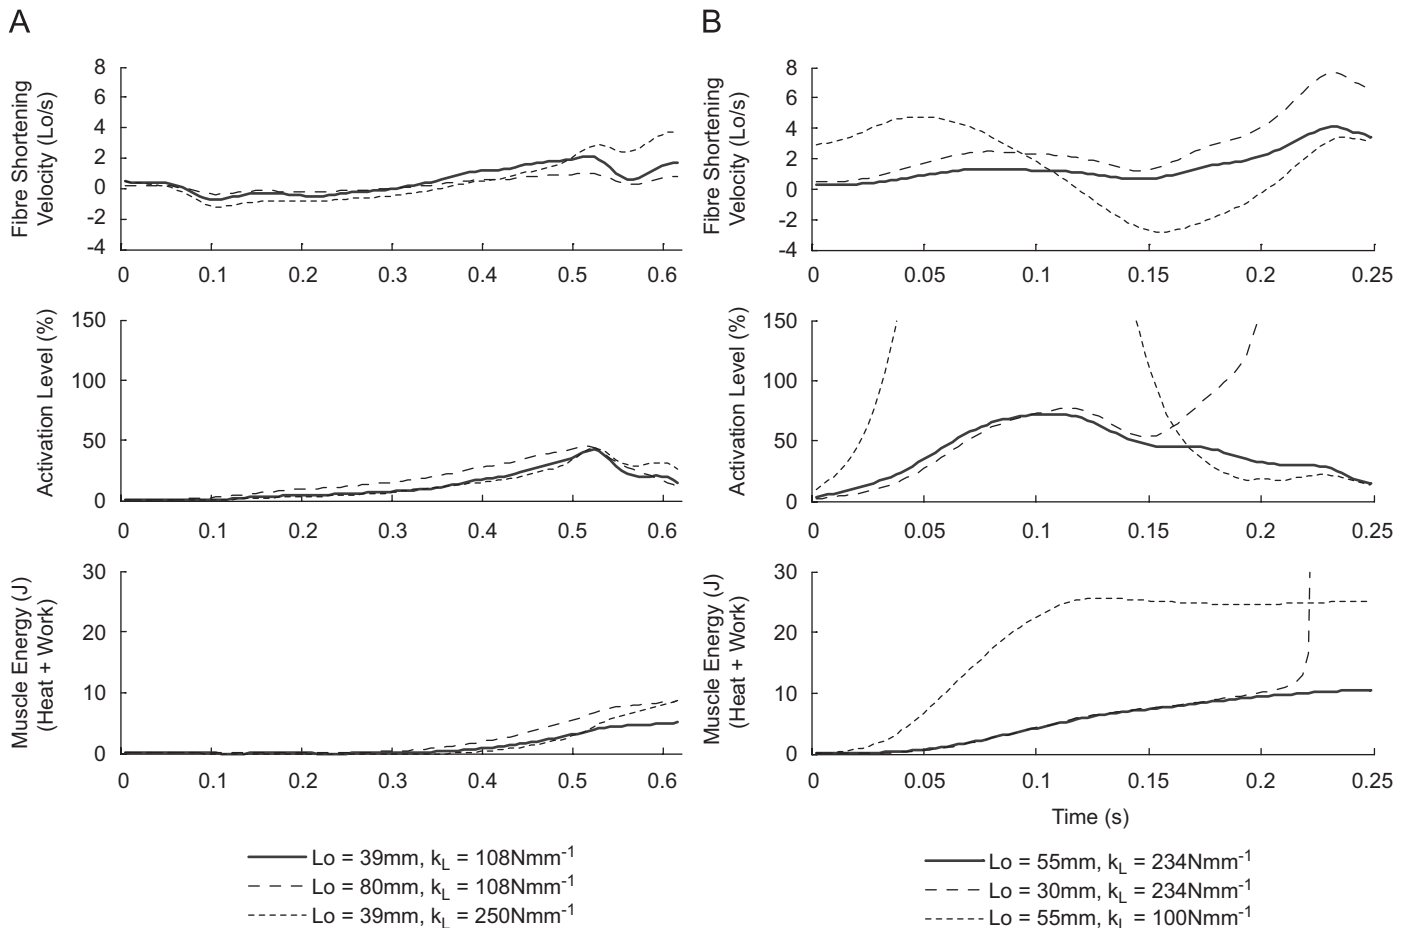 A
Fibre Shortening
Velocity (Lo/s)
8
6
4
2
0
-2
-4
0 0.1 0.2 0.3 0.4 0.5 0.6
Activation Level (%)
150
100
50
0
0 0.1 0.2 0.3 0.4 0.5 0.6
Muscle Energy (J)
(Heat + Work)
30
20
10
0
0 0.1 0.2 0.3 0.4 0.5 0.6
Lo = 39mm, kL = 108Nmm-1
Lo = 80mm, kL = 108Nmm-1
Lo = 39mm, kL = 250Nmm-1
B
Fibre Shortening
Velocity (Lo/s)
8
6
4
2
0
-2
-4
0 0.05 0.1 0.15 0.2 0.25
Activation Level (%)
150
100
50
0
0 0.05 0.1 0.15 0.2 0.25
Muscle Energy (J)
(Heat + Work)
30
20
10
0
0 0.05 0.1 0.15 0.2 0.25
Time (s)
Lo = 55mm, kL = 234Nmm-1
Lo = 30mm, kL = 234Nmm-1
Lo = 55mm, kL = 100Nmm-1